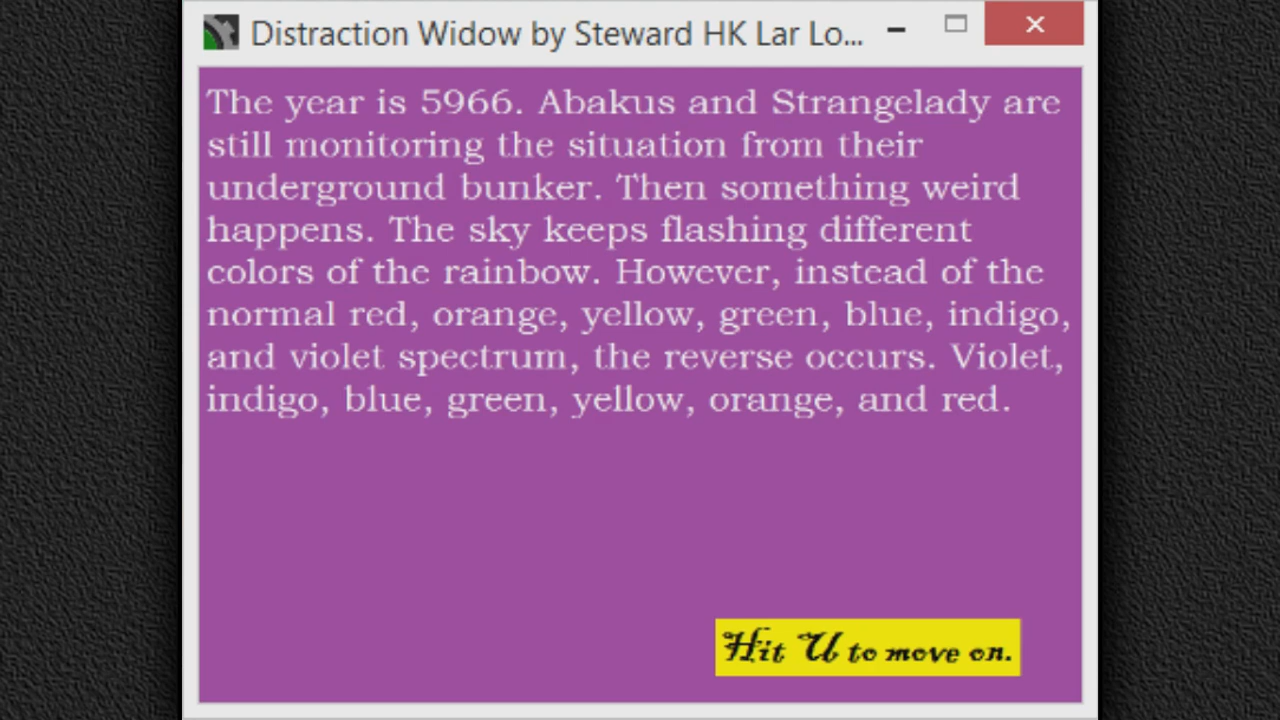 Distraction Widow by Steward HK Lar Lo...
The year is 5966. Abakus and Strangelady are
still monitoring the situation from their
underground bunker. Then something weird
happens. The sky keeps flashing different
colors of the rainbow. However, instead of the
normal red, orange, yellow, green, blue, indigo,
and violet spectrum, the reverse occurs. Violet,
indigo, blue, green, yellow, orange, and red.
Hit U to move on.